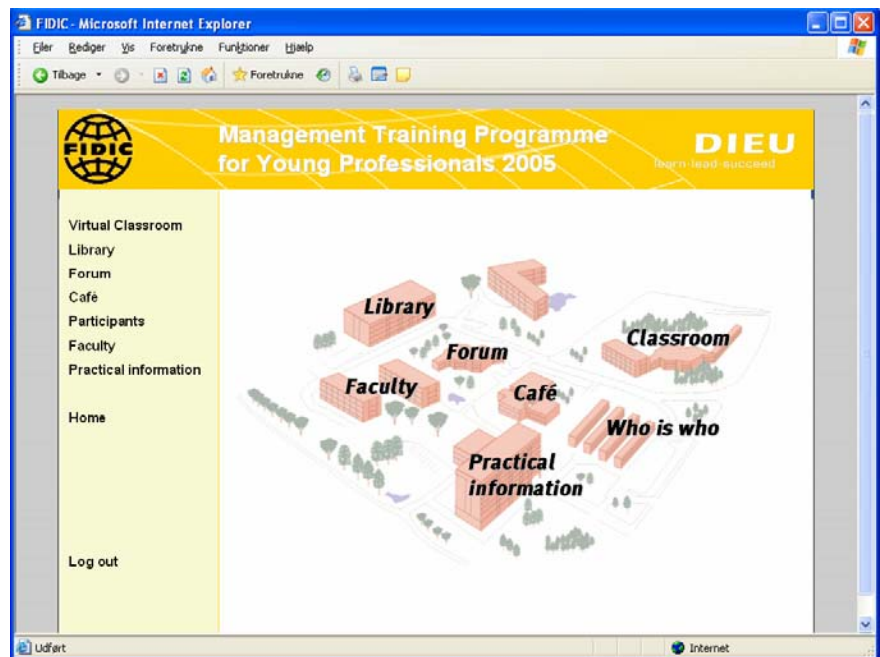 FIDIC - Microsoft Internet Explorer
Filer Rediger Vis Foretrukne Funktioner Hjælp
Tilbage Foretrukne
FIDIC
Management Training Programme
for Young Professionals 2005
DIEU
learn-lead-succeed
Virtual Classroom
Library
Forum
Café
Participants
Faculty
Practical information
Home
Log out
Library
Forum
Classroom
Faculty
Café
Who is who
Practical
information
Udført Internet